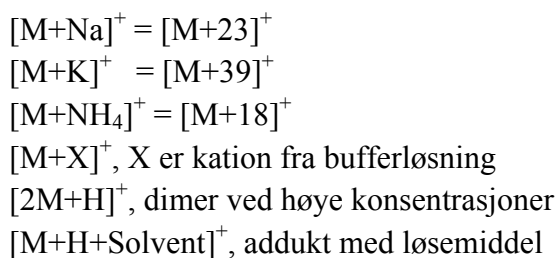 [M+Na]⁺ = [M+23]⁺
[M+K]⁺ = [M+39]⁺
[M+NH₄]⁺ = [M+18]⁺
[M+X]⁺, X er kation fra bufferløsning
[2M+H]⁺, dimer ved høye konsentrasjoner
[M+H+Solvent]⁺, addukt med løsemiddel